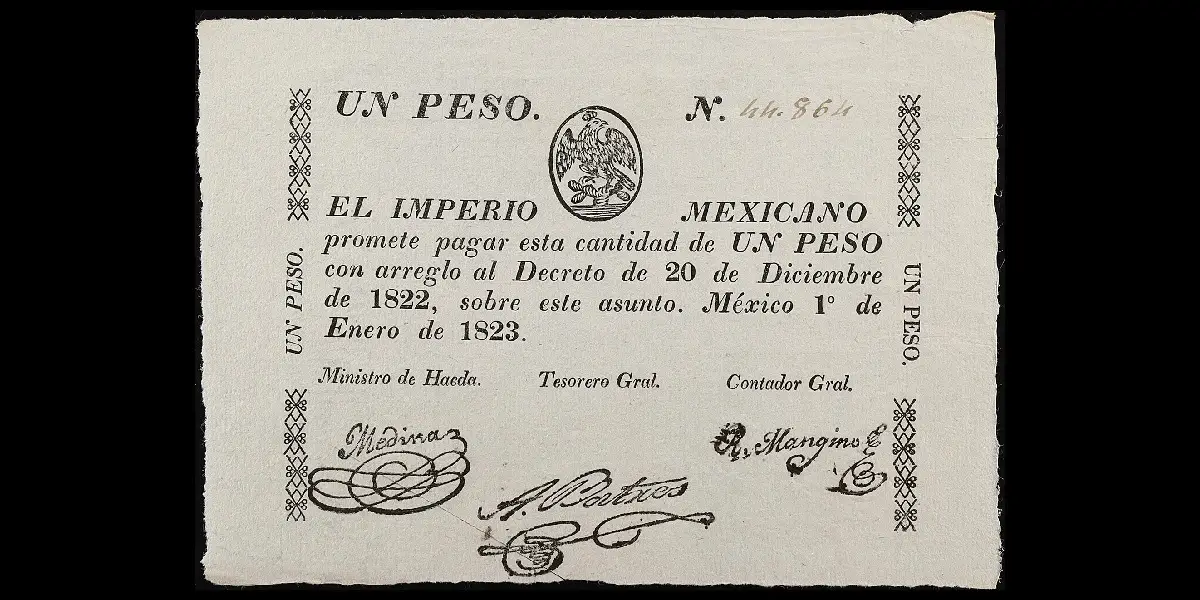 UN PESO. N. 44.864
EL IMPERIO MEXICANO
promete pagar esta cantidad de UN PESO
con arreglo al Decreto de 20 de Diciembre
de 1822, sobre este asunto. México 1º de
Enero de 1823.
UN PESO.
UN PESO.
Ministro de Haeda. Tesorero Gral. Contador Gral.
Medina
R. Mangino
A.